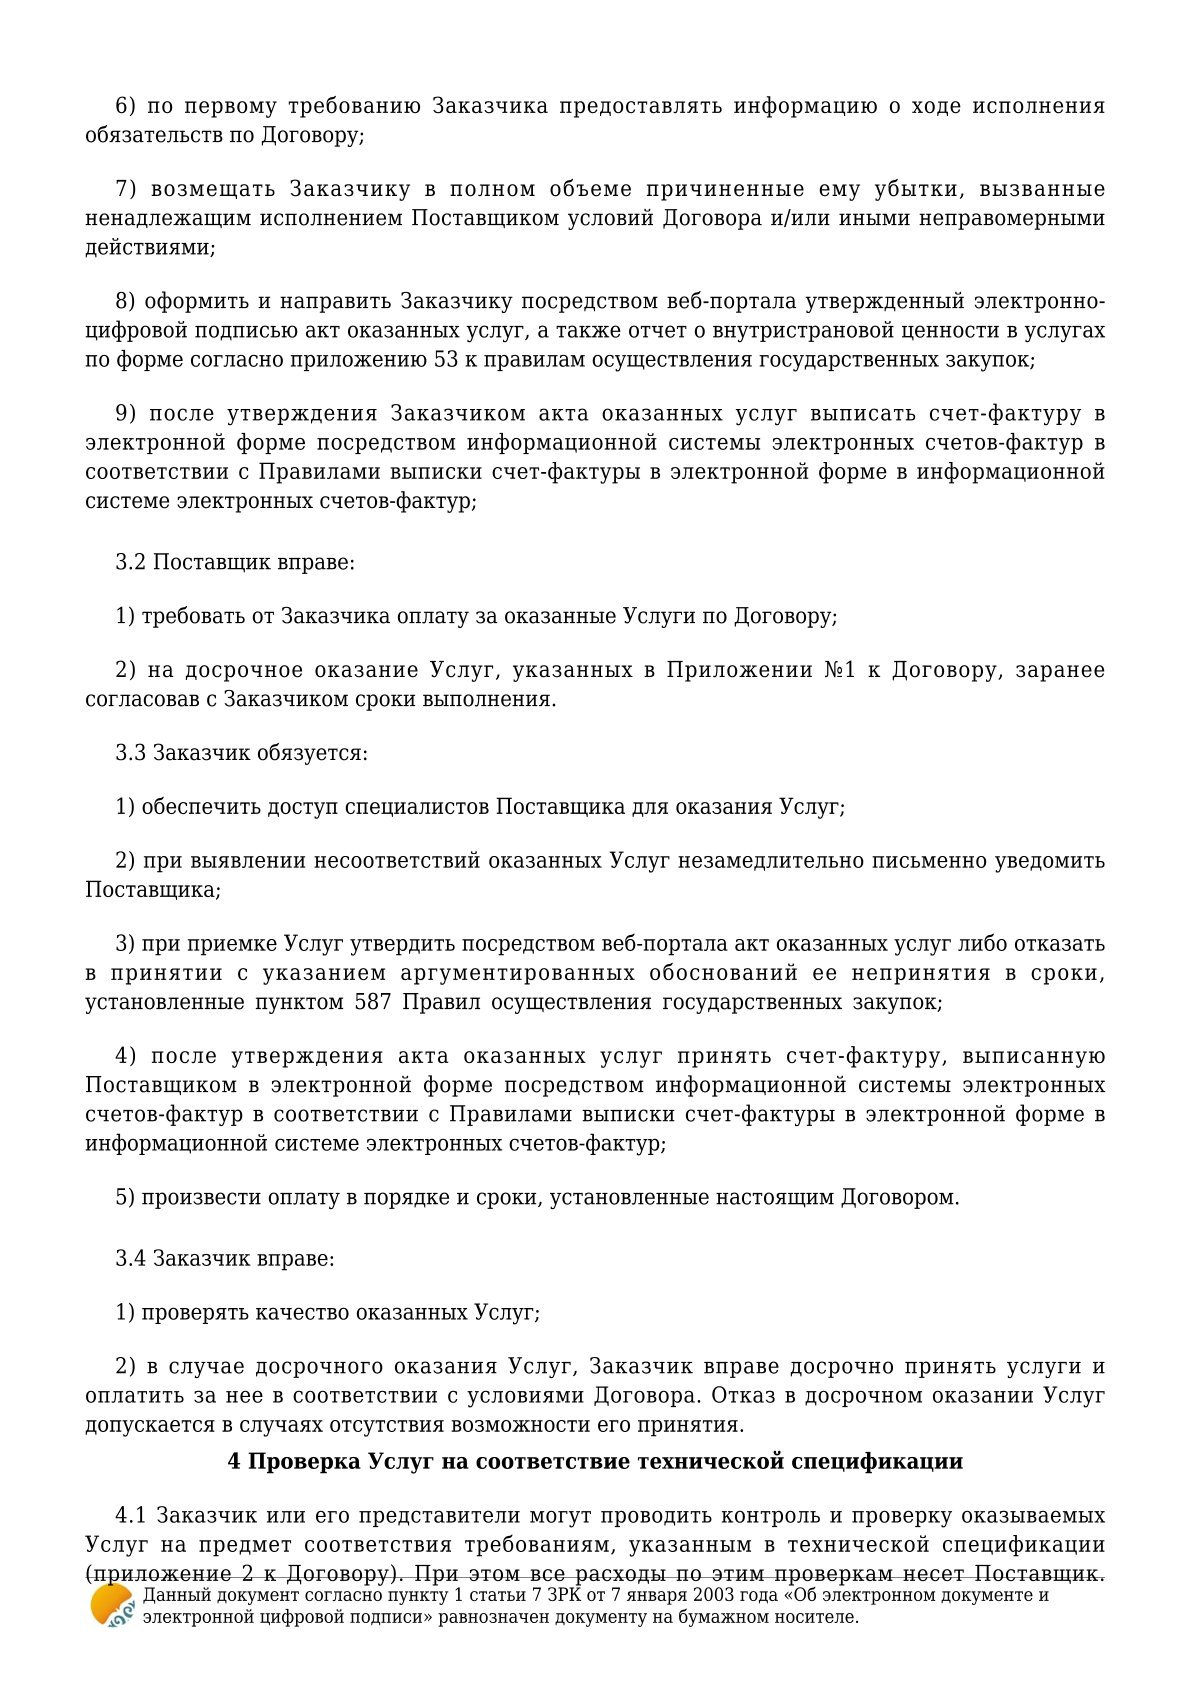 6) по первому требованию Заказчика предоставлять информацию о ходе исполнения
обязательств по Договору;
7) возмещать Заказчику в полном объеме причиненные ему убытки, вызванные
ненадлежащим исполнением Поставщиком условий Договора и/или иными неправомерными
действиями;
8) оформить и направить Заказчику посредством веб-портала утвержденный электронно-
цифровой подписью акт оказанных услуг, а также отчет о внутристрановой ценности в услугах
по форме согласно приложению 53 к правилам осуществления государственных закупок;
9) после утверждения Заказчиком акта оказанных услуг выписать счет-фактуру в
электронной форме посредством информационной системы электронных счетов-фактур в
соответствии с Правилами выписки счет-фактуры в электронной форме в информационной
системе электронных счетов-фактур;
3.2 Поставщик вправе:
1) требовать от Заказчика оплату за оказанные Услуги по Договору;
2) на досрочное оказание Услуг, указанных в Приложении №1 к Договору, заранее
согласовав с Заказчиком сроки выполнения.
3.3 Заказчик обязуется:
1) обеспечить доступ специалистов Поставщика для оказания Услуг;
2) при выявлении несоответствий оказанных Услуг незамедлительно письменно уведомить
Поставщика;
3) при приемке Услуг утвердить посредством веб-портала акт оказанных услуг либо отказать
в принятии с указанием аргументированных обоснований ее непринятия в сроки,
установленные пунктом 587 Правил осуществления государственных закупок;
4) после утверждения акта оказанных услуг принять счет-фактуру, выписанную
Поставщиком в электронной форме посредством информационной системы электронных
счетов-фактур в соответствии с Правилами выписки счет-фактуры в электронной форме в
информационной системе электронных счетов-фактур;
5) произвести оплату в порядке и сроки, установленные настоящим Договором.
3.4 Заказчик вправе:
1) проверять качество оказанных Услуг;
2) в случае досрочного оказания Услуг, Заказчик вправе досрочно принять услуги и
оплатить за нее в соответствии с условиями Договора. Отказ в досрочном оказании Услуг
допускается в случаях отсутствия возможности его принятия.
4 Проверка Услуг на соответствие технической спецификации
4.1 Заказчик или его представители могут проводить контроль и проверку оказываемых
Услуг на предмет соответствия требованиям, указанным в технической спецификации
(приложение 2 к Договору). При этом все расходы по этим проверкам несет Поставщик.
Данный документ согласно пункту 1 статьи 7 ЗРК от 7 января 2003 года «Об электронном документе и
электронной цифровой подписи» равнозначен документу на бумажном носителе.